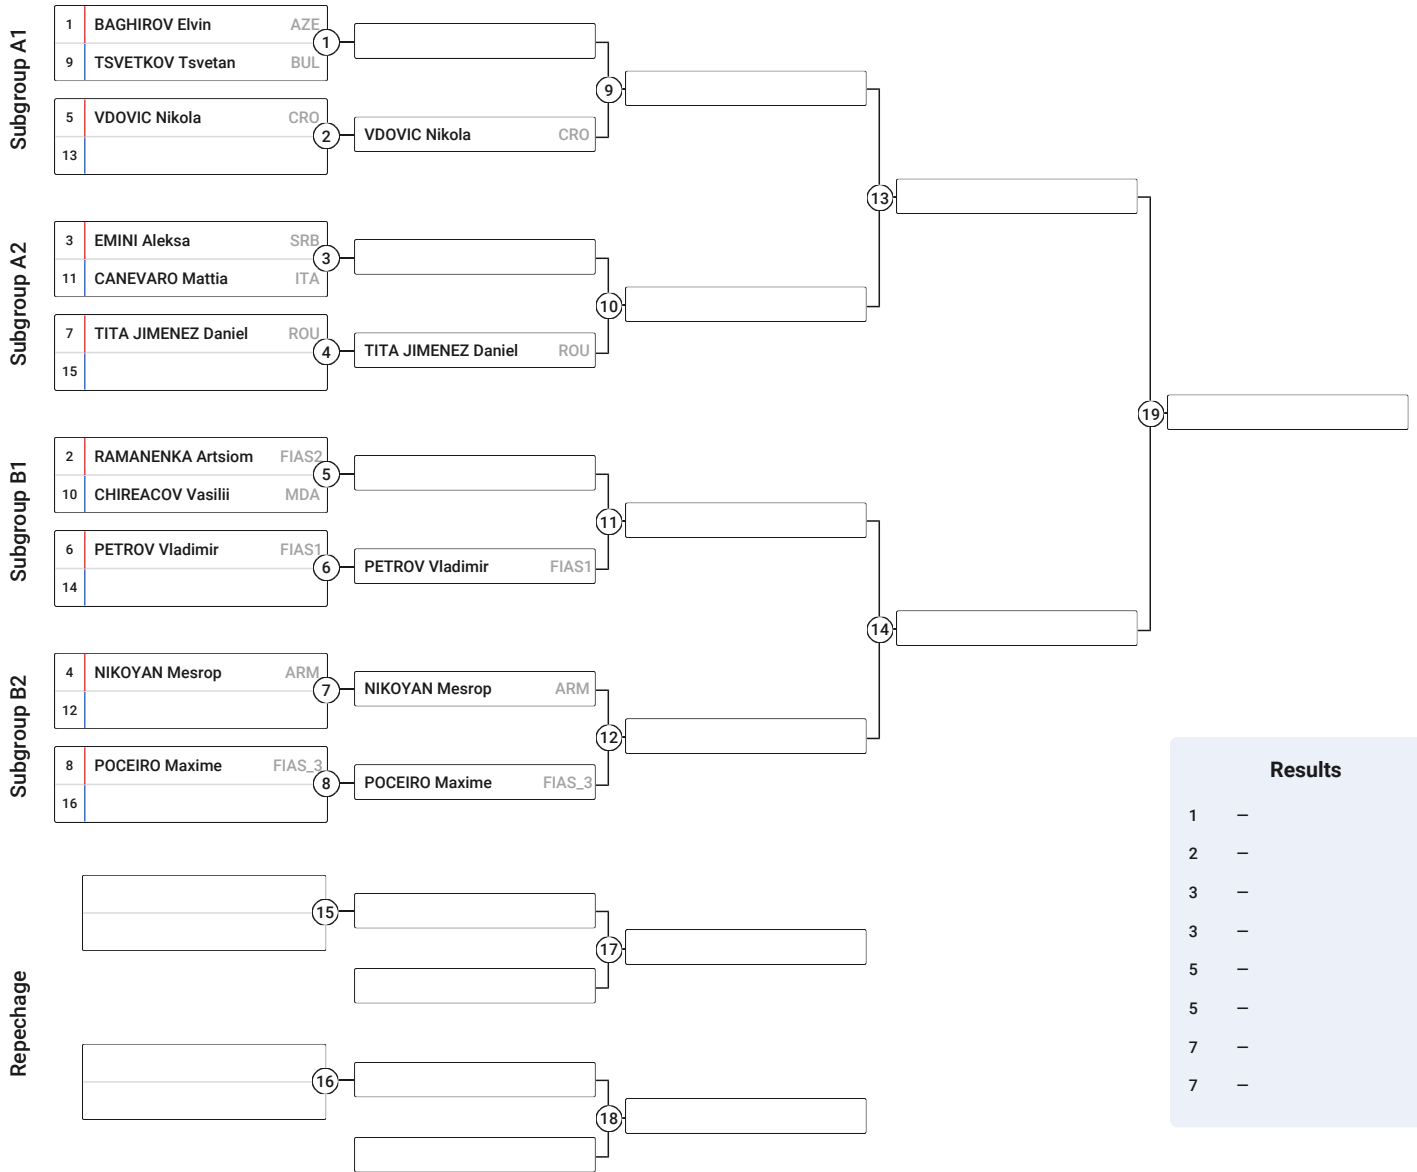 Subgroup A1
1 BAGHIROV Elvin AZE
9 TSVETKOV Tsvetan BUL
1
5 VDOVIC Nikola CRO
13
2
VDOVIC Nikola CRO
9
Subgroup A2
3 EMINI Aleksa SRB
11 CANEVARO Mattia ITA
3
7 TITA JIMENEZ Daniel ROU
15
4
TITA JIMENEZ Daniel ROU
10
13
Subgroup B1
2 RAMANENKA Artsiom FIAS2
10 CHIREACOV Vasilii MDA
5
6 PETROV Vladimir FIAS1
14
6
PETROV Vladimir FIAS1
11
Subgroup B2
4 NIKOYAN Mesrop ARM
12
7
NIKOYAN Mesrop ARM
8 POCEIRO Maxime FIAS_3
16
8
POCEIRO Maxime FIAS_3
12
14
19
Repechage
15
17
16
18
Results
1 –
2 –
3 –
3 –
5 –
5 –
7 –
7 –